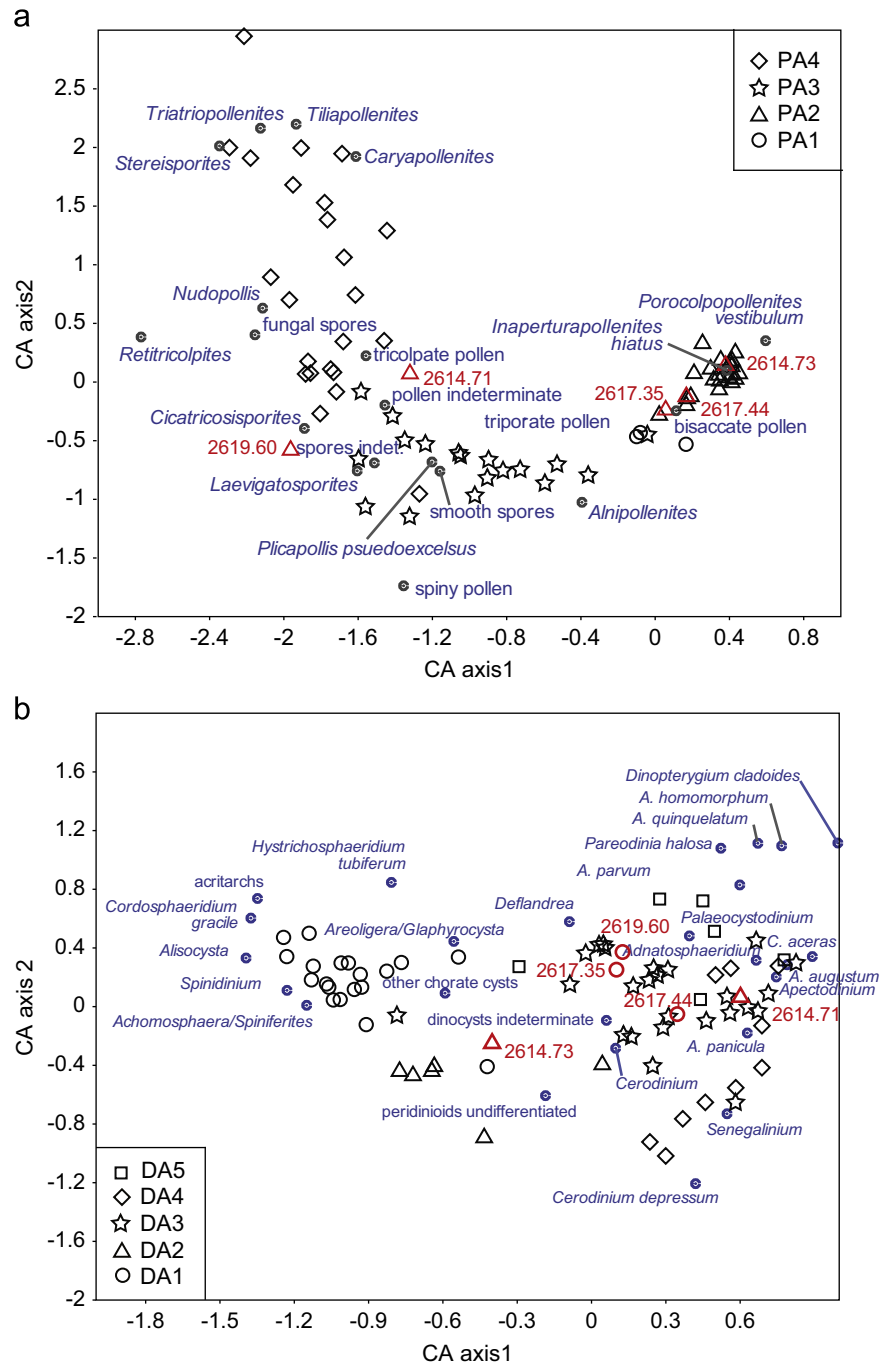 a
PA4
PA3
PA2
PA1
2.5
2
1.5
1
0.5
0
-0.5
-1
-1.5
-2
CA axis2
Triatriopollenites
Tiliapollenites
Stereisporites
Caryapollenites
Nudopollis
fungal spores
Retitricolpites
tricolpate pollen
2614.71
pollen indeterminate
Cicatricosisporites
2619.60
spores indet.
Laevigatosporites
smooth spores
Plicapollis psuedoexcelsus
spiny pollen
Alnipollenites
triporate pollen
Porocolpopollenites
vestibulum
Inaperturapollenites
hiatus
2614.73
2617.35
2617.44
bisaccate pollen
-2.8
-2.4
-2
-1.6
-1.2
-0.8
-0.4
0
0.4
0.8
CA axis1
b
1.6
1.2
0.8
0.4
0
-0.4
-0.8
-1.2
-1.6
-2
CA axis 2
Dinopterygium cladoides
A. homomorphum
A. quinquelatum
Pareodinia halosa
Hystrichosphaeridium
tubiferum
A. parvum
acritarchs
Cordosphaeridium
gracile
Deflandrea
Palaeocystodinium
Areoligera/Glaphyrocysta
2619.60
Alisocysta
Adnatosphaeridium
C. aceras
2617.35
A. augustum
Spinidinium
other chorate cysts
Apectodinium
2617.44
2614.71
Achomosphaera/Spiniferites
dinocysts indeterminate
2614.73
A. panicula
Cerodinium
peridinioids undifferentiated
Senegalinium
Cerodinium depressum
DA5
DA4
DA3
DA2
DA1
-1.8
-1.5
-1.2
-0.9
-0.6
-0.3
0
0.3
0.6
CA axis1